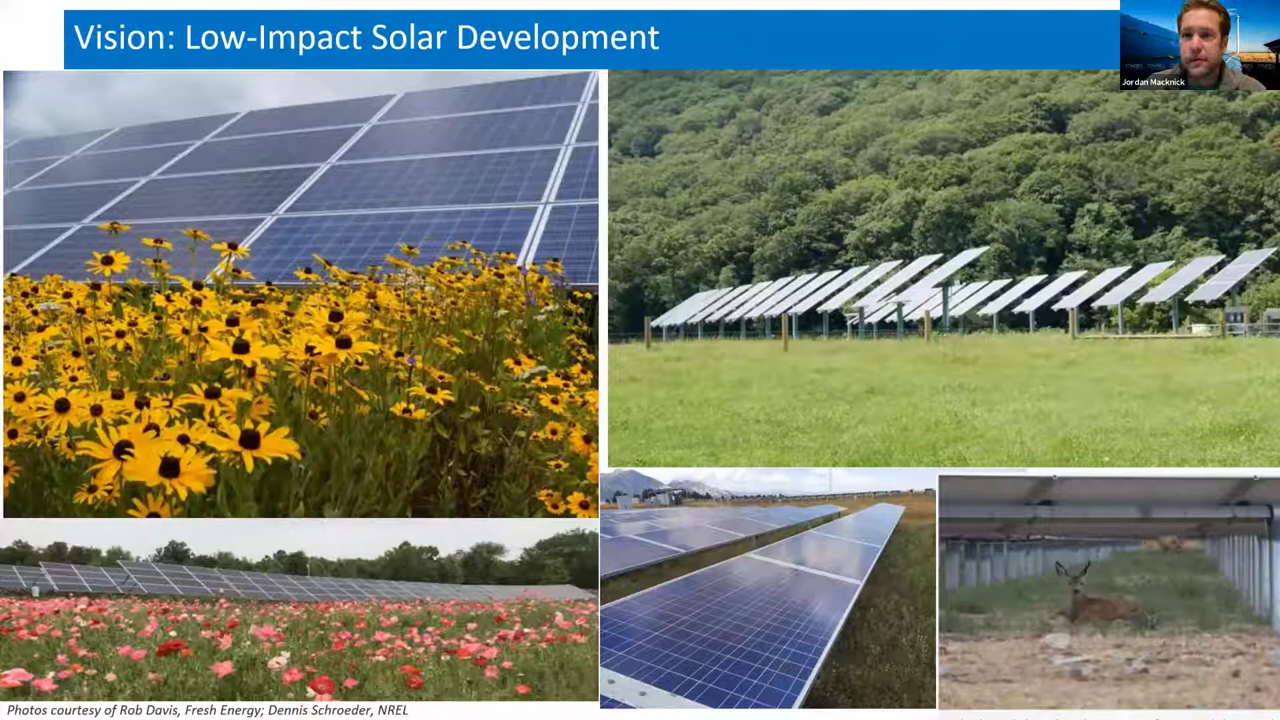 Vision: Low-Impact Solar Development
Jordan Macknick
Photos courtesy of Rob Davis, Fresh Energy; Dennis Schroeder, NREL